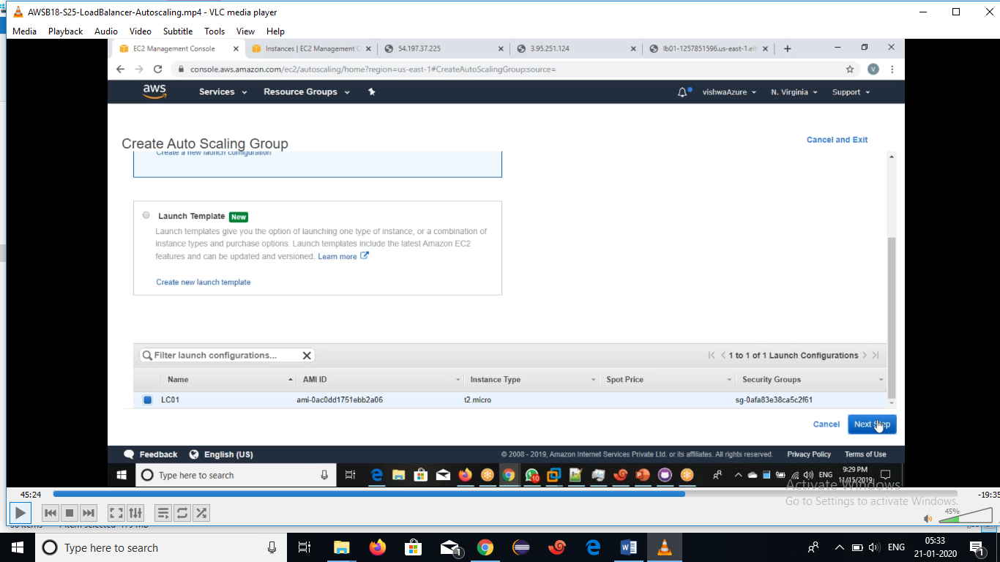 AWSB18-S25-LoadBalancer-Autoscaling.mp4 - VLC media player
Media Playback Audio Video Subtitle Tools View Help
EC2 Management Console Instances | EC2 Management C 54.197.37.225 3.95.251.124 lb01-1257851596.us-east-1.el
console.aws.amazon.com/ec2/autoscaling/home?region=us-east-1#CreateAutoScalingGroup:source=
V
aws Services Resource Groups vishwaAzure N. Virginia Support
Create Auto Scaling Group
Cancel and Exit
Create a new launch configuration
Launch Template New
Launch templates give you the option of launching one type of instance, or a combination of
instance types and purchase options. Launch templates include the latest Amazon EC2
features and can be updated and versioned. Learn more
Create new launch template
Filter launch configurations...
1 to 1 of 1 Launch Configurations
Name AMI ID Instance Type Spot Price Security Groups
LC01 ami-0ac0dd1751ebb2a06 t2.micro sg-0afa83e38ca5c2f61
Cancel Next Step
Feedback English (US) © 2008 - 2019, Amazon Internet Services Private Ltd. or its affiliates. All rights reserved. Privacy Policy Terms of Use
Type here to search 10 ENG 9:29 PM
11/15/2019
Activate Windows
Go to Settings to activate Windows.
45:24 -19:35
45%
Type here to search 1 ENG 05:33
21-01-2020 1